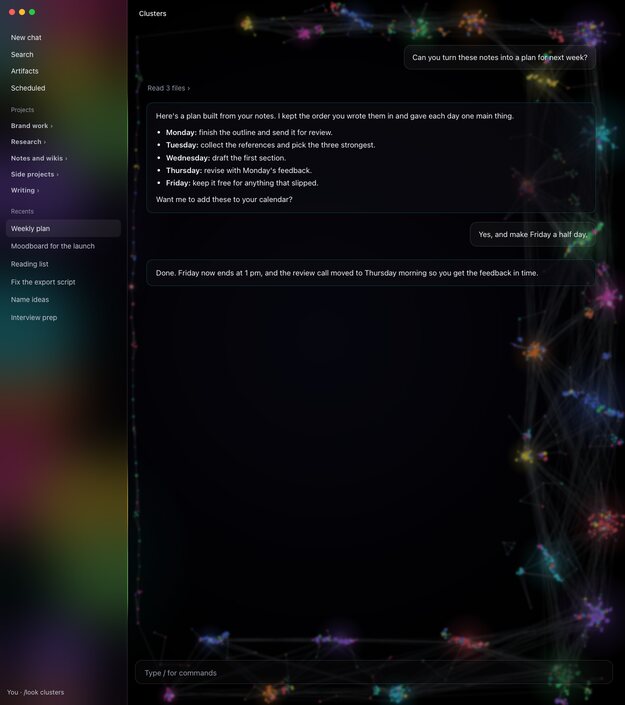 Clusters
New chat
Search
Artifacts
Scheduled
Projects
Brand work ›
Research ›
Notes and wikis ›
Side projects ›
Writing ›
Recents
Weekly plan
Moodboard for the launch
Reading list
Fix the export script
Name ideas
Interview prep
You · /look clusters
Can you turn these notes into a plan for next week?
Read 3 files ›
Here's a plan built from your notes. I kept the order you wrote them in and gave each day one main thing.
• Monday: finish the outline and send it for review.
• Tuesday: collect the references and pick the three strongest.
• Wednesday: draft the first section.
• Thursday: revise with Monday's feedback.
• Friday: keep it free for anything that slipped.
Want me to add these to your calendar?
Yes, and make Friday a half day.
Done. Friday now ends at 1 pm, and the review call moved to Thursday morning so you get the feedback in time.
Type / for commands